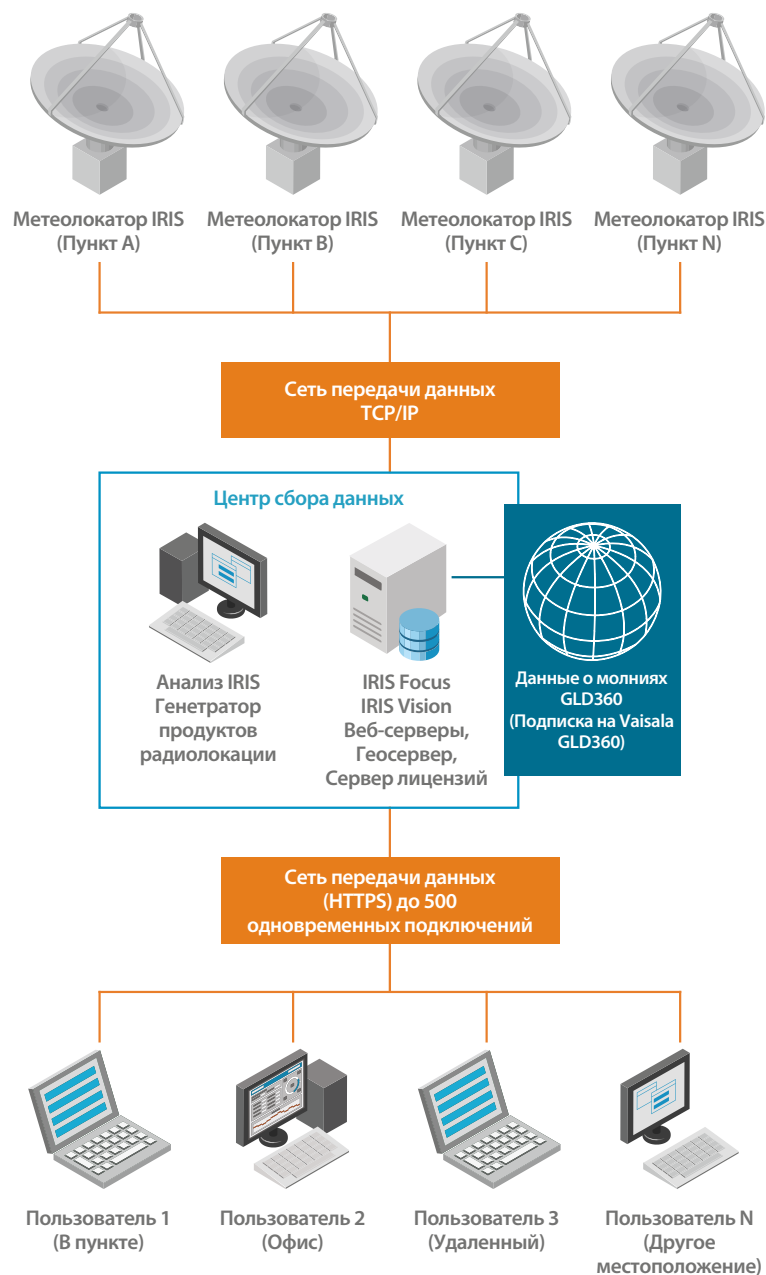 Метеолокатор IRIS
(Пункт A)
Метеолокатор IRIS
(Пункт B)
Метеолокатор IRIS
(Пункт C)
Метеолокатор IRIS
(Пункт N)
Сеть передачи данных
TCP/IP
Центр сбора данных
Анализ IRIS
Генетратор
продуктов
радиолокации
IRIS Focus
IRIS Vision
Веб-серверы,
Геосервер,
Сервер лицензий
Данные о молниях
GLD360
(Подписка на Vaisala
GLD360)
Сеть передачи данных
(HTTPS) до 500
одновременных подключений
Пользователь 1
(В пункте)
Пользователь 2
(Офис)
Пользователь 3
(Удаленный)
Пользователь N
(Другое
местоположение)